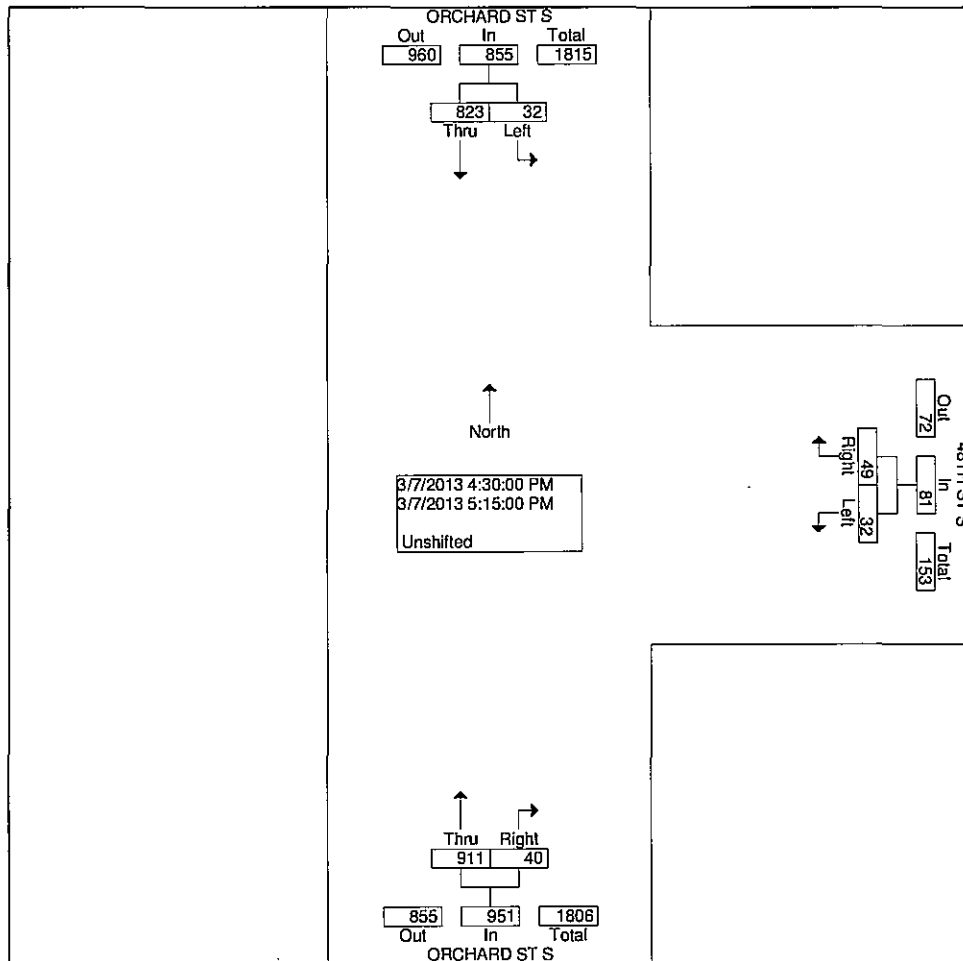 ORCHARD ST S
Out In Total
960 855 1815
823 32
Thru Left
North
3/7/2013 4:30:00 PM
3/7/2013 5:15:00 PM
Unshifted
Out In Total
72 81 153
49 32
Right Left
Thru Right
911 40
855 951 1806
Out In Total
ORCHARD ST S